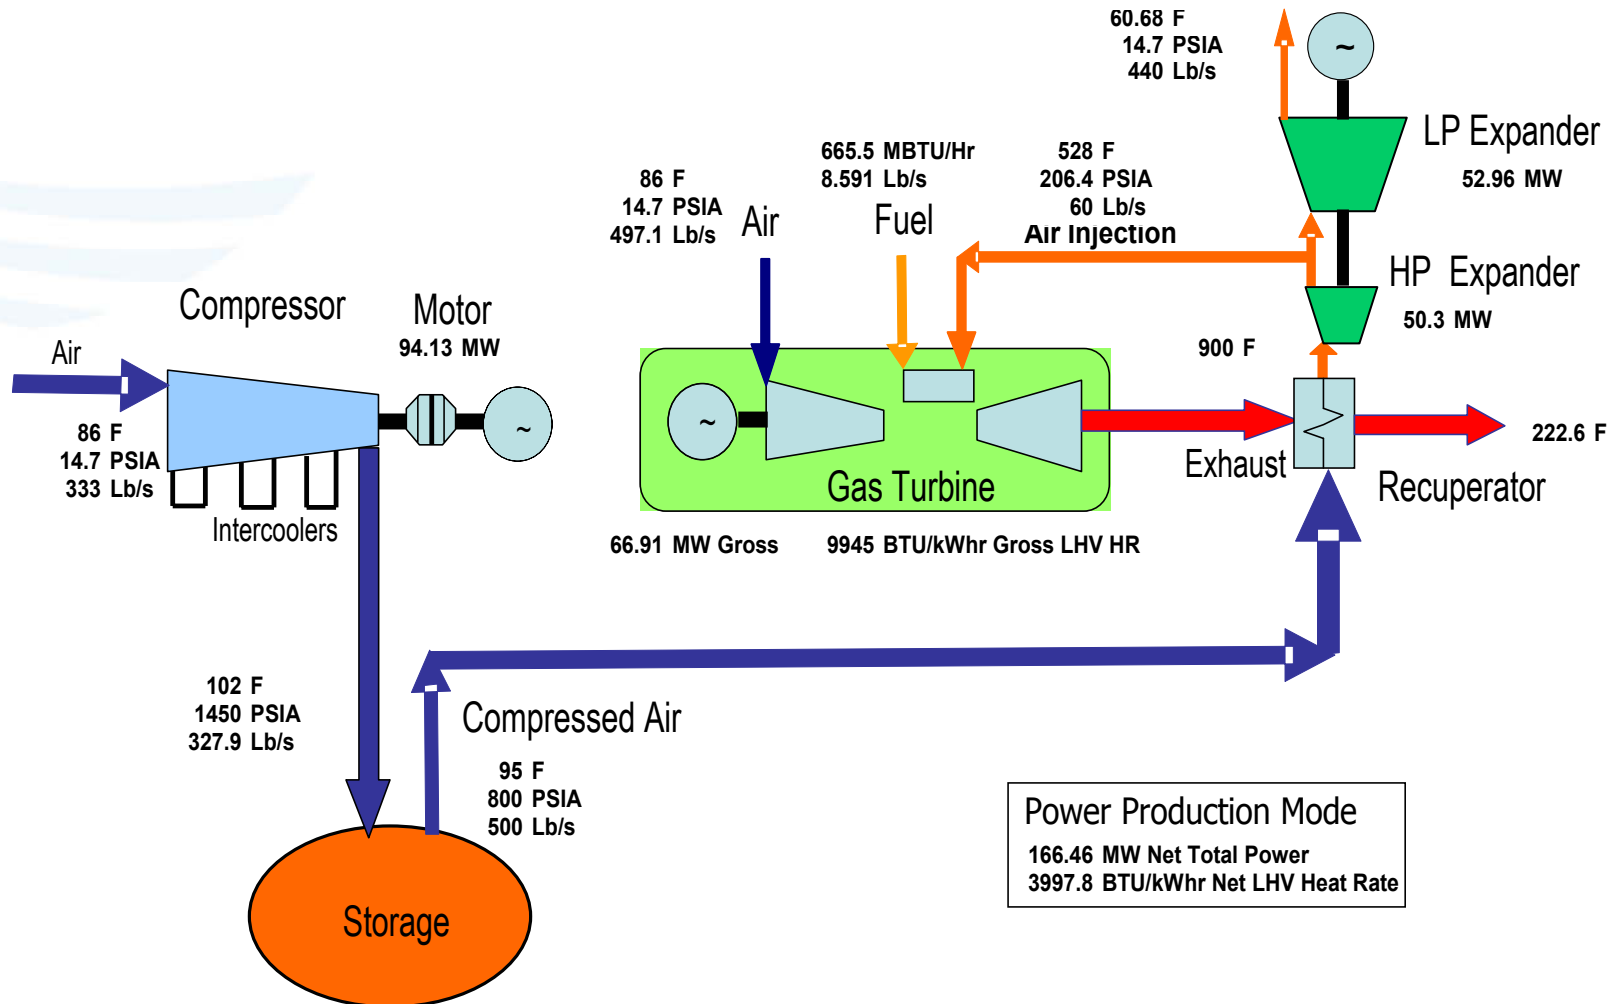 60.68 F
14.7 PSIA
440 Lb/s
~
LP Expander
52.96 MW
665.5 MBTU/Hr
8.591 Lb/s
Fuel
528 F
206.4 PSIA
60 Lb/s
Air Injection
86 F
14.7 PSIA
497.1 Lb/s
Air
HP Expander
50.3 MW
Compressor
Motor
94.13 MW
Air
900 F
86 F
14.7 PSIA
333 Lb/s
~
~
222.6 F
Exhaust
Recuperator
Gas Turbine
Intercoolers
66.91 MW Gross
9945 BTU/kWhr Gross LHV HR
102 F
1450 PSIA
327.9 Lb/s
Compressed Air
95 F
800 PSIA
500 Lb/s
Power Production Mode
166.46 MW Net Total Power
3997.8 BTU/kWhr Net LHV Heat Rate
Storage